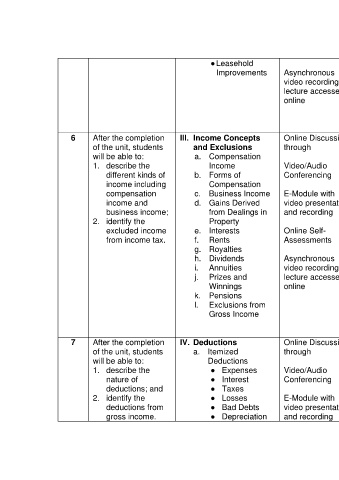 ● Leasehold
Improvements
Asynchronous
video recording
lecture accesse
online
6
After the completion
of the unit, students
will be able to:
1. describe the
different kinds of
income including
compensation
income and
business income;
2. identify the
excluded income
from income tax.
III. Income Concepts
and Exclusions
a. Compensation
Income
b. Forms of
Compensation
c. Business Income
d. Gains Derived
from Dealings in
Property
e. Interests
f. Rents
g. Royalties
h. Dividends
i. Annuities
j. Prizes and
Winnings
k. Pensions
l. Exclusions from
Gross Income
Online Discussi
through
Video/Audio
Conferencing
E-Module with
video presentat
and recording
Online Self-
Assessments
Asynchronous
video recording
lecture accesse
online
7
After the completion
of the unit, students
will be able to:
1. describe the
nature of
deductions; and
2. identify the
deductions from
gross income.
IV. Deductions
a. Itemized
Deductions
● Expenses
● Interest
● Taxes
● Losses
● Bad Debts
● Depreciation
Online Discussi
through
Video/Audio
Conferencing
E-Module with
video presentat
and recording